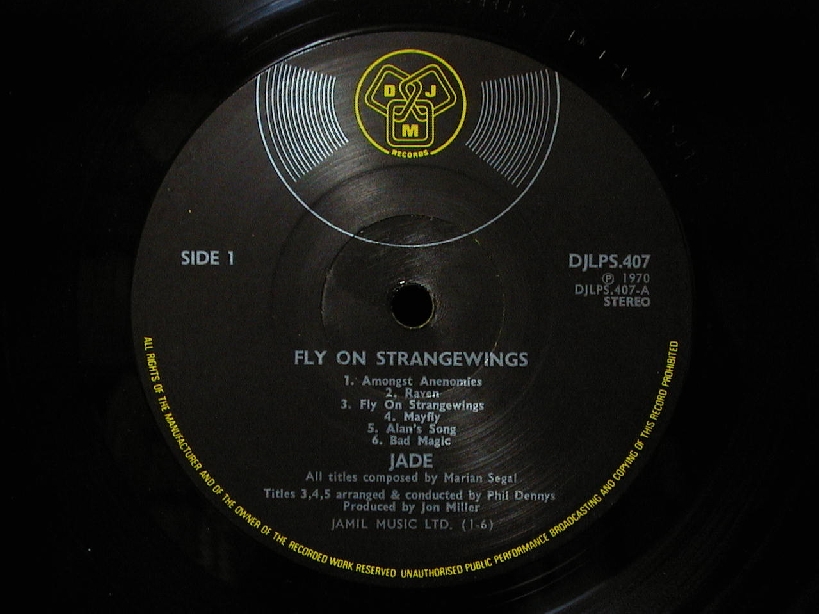 D J
M
RECORDS
SIDE 1
DJLPS.407
℗ 1970
DJLPS.407-A
STEREO
FLY ON STRANGEWINGS
1. Amongst Anenomies
2. Raven
3. Fly On Strangewings
4. Mayfly
5. Alan's Song
6. Bad Magic
JADE
All titles composed by Marian Segal
Titles 3,4,5 arranged & conducted by Phil Dennys
Produced by Jon Miller
JAMIL MUSIC LTD. (1-6)
ALL RIGHTS OF THE MANUFACTURER AND OF THE OWNER OF THE RECORDED WORK RESERVED UNAUTHORISED PUBLIC PERFORMANCE BROADCASTING AND COPYING OF THIS RECORD PROHIBITED